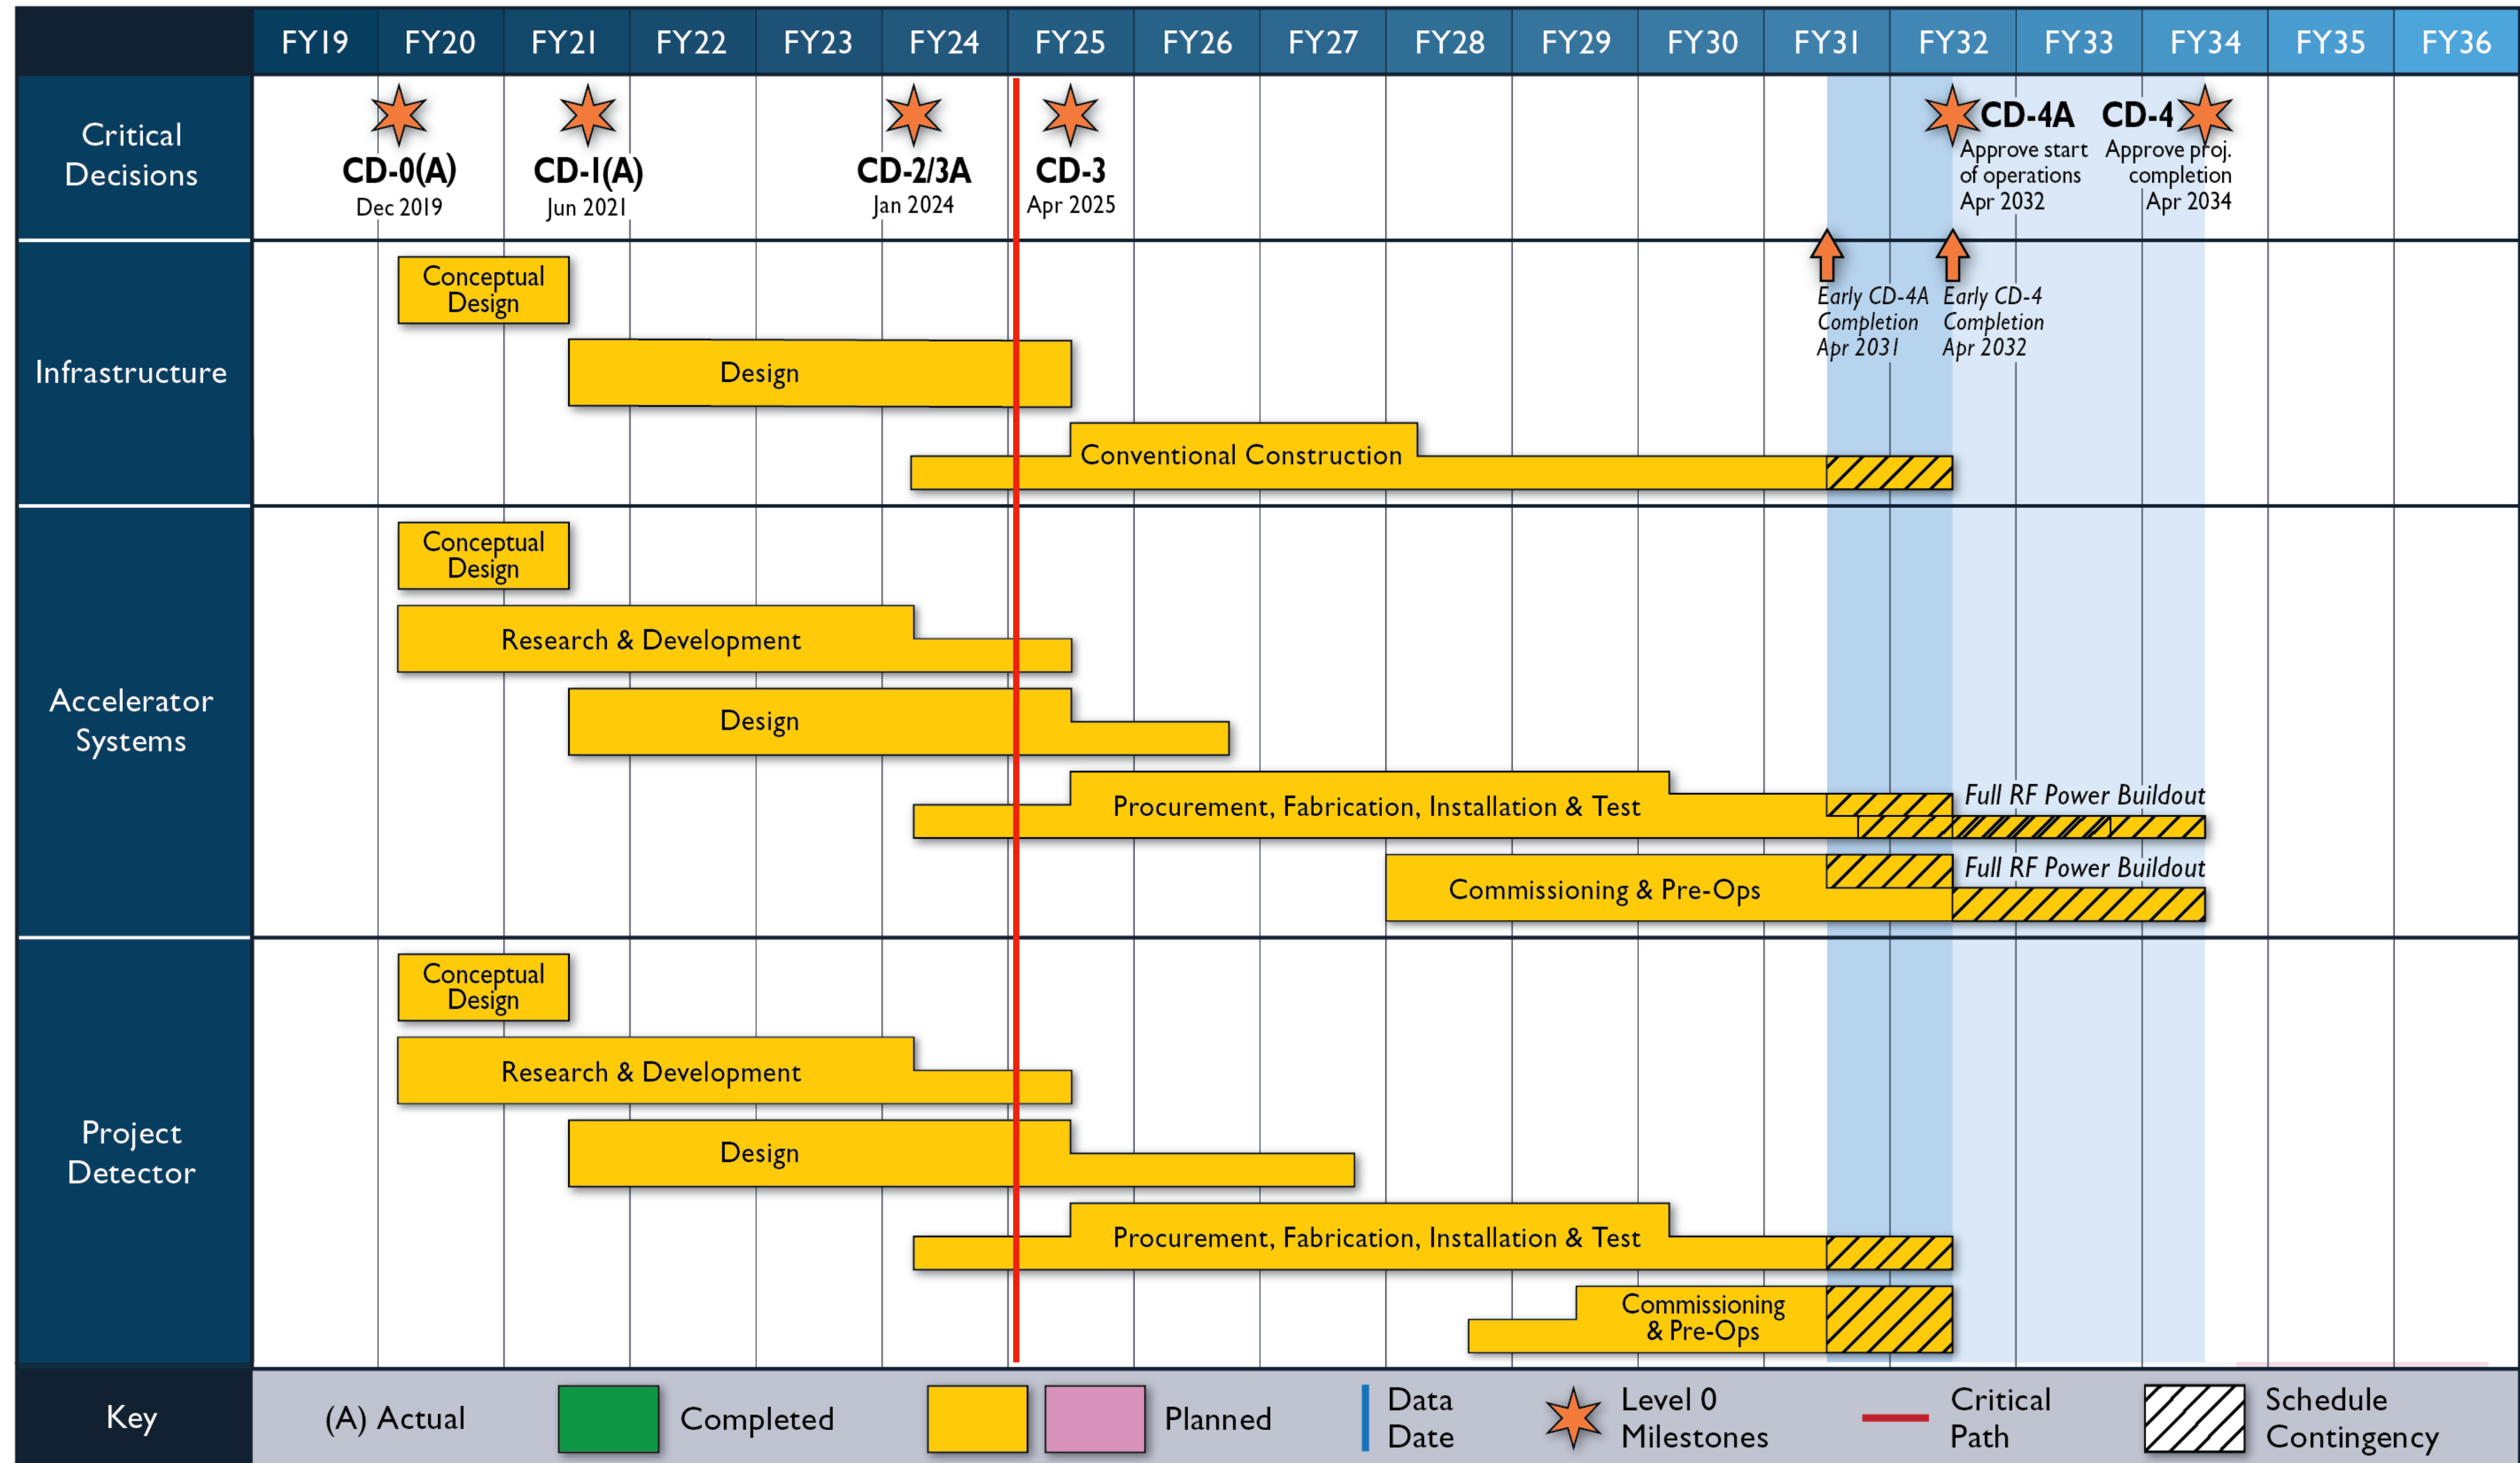 FY19 FY20 FY21 FY22 FY23 FY24 FY25 FY26 FY27 FY28 FY29 FY30 FY31 FY32 FY33 FY34 FY35 FY36
Critical
Decisions
CD-0(A)
Dec 2019
CD-1(A)
Jun 2021
CD-2/3A
Jan 2024
CD-3
Apr 2025
CD-4A
Approve start
of operations
Apr 2032
CD-4
Approve proj.
completion
Apr 2034
Infrastructure
Early CD-4A
Completion
Apr 2031
Early CD-4
Completion
Apr 2032
Conceptual
Design
Design
Conventional Construction
Accelerator
Systems
Conceptual
Design
Research & Development
Design
Procurement, Fabrication, Installation & Test
Full RF Power Buildout
Commissioning & Pre-Ops
Full RF Power Buildout
Project
Detector
Conceptual
Design
Research & Development
Design
Procurement, Fabrication, Installation & Test
Commissioning
& Pre-Ops
Key
(A) Actual
Completed
Planned
Data
Date
Level 0
Milestones
Critical
Path
Schedule
Contingency